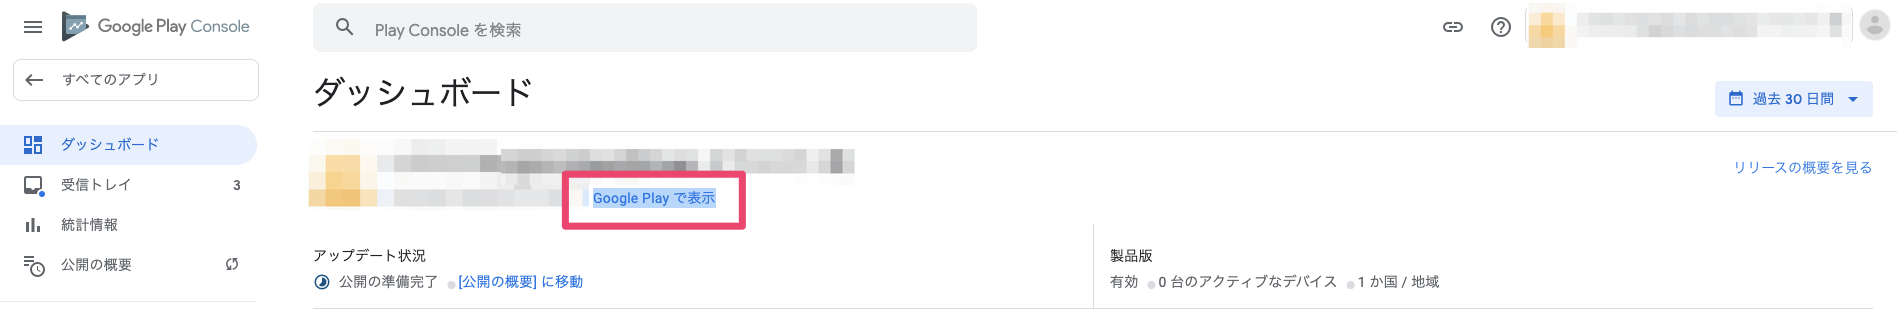 Google Play Console
Play Console を検索
すべてのアプリ
ダッシュボード
過去 30 日間
ダッシュボード
受信トレイ 3
統計情報
公開の概要
リリースの概要を見る
Google Play で表示
アップデート状況
公開の準備完了 [公開の概要] に移動
製品版
有効 0 台のアクティブなデバイス 1 か国 / 地域